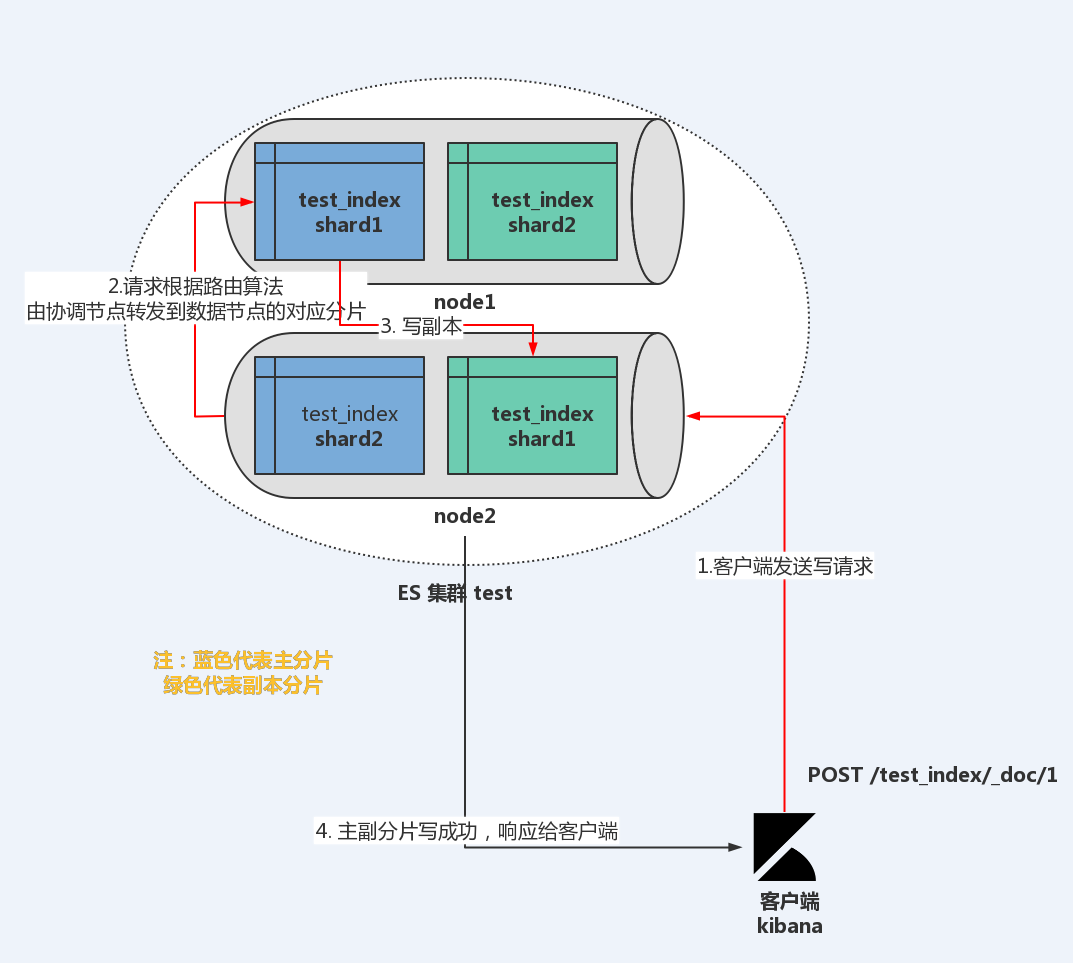 test_index
shard1
test_index
shard2
2.请求根据路由算法
由协调节点转发到数据节点的对应分片
node1
3. 写副本
test_index
shard2
test_index
shard1
node2
1.客户端发送写请求
ES 集群 test
注：蓝色代表主分片
绿色代表副本分片
POST /test_index/_doc/1
4. 主副分片写成功，响应给客户端
客户端
kibana